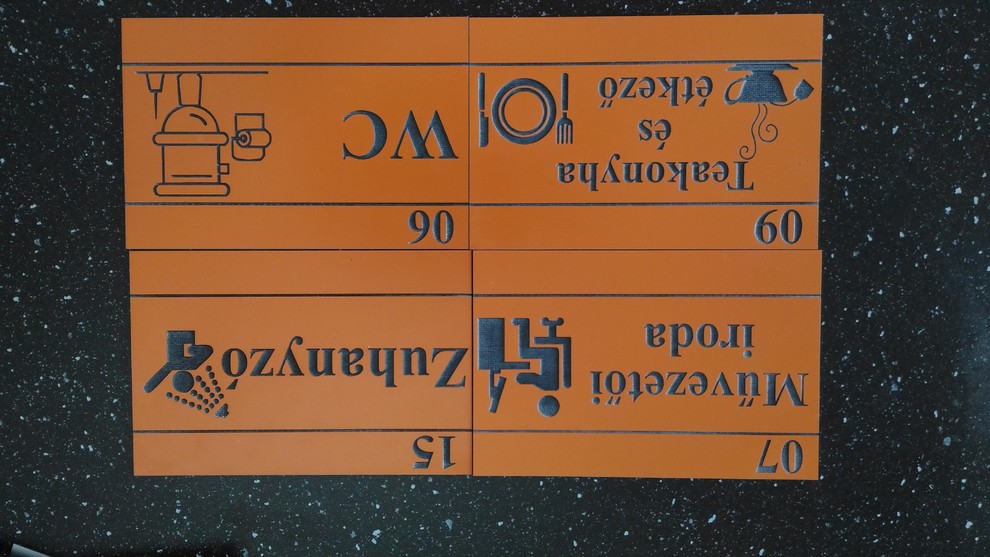 07
Művezetői
iroda
15
Zuhanyzó
09
Teakonyha
és
étkező
06
WC